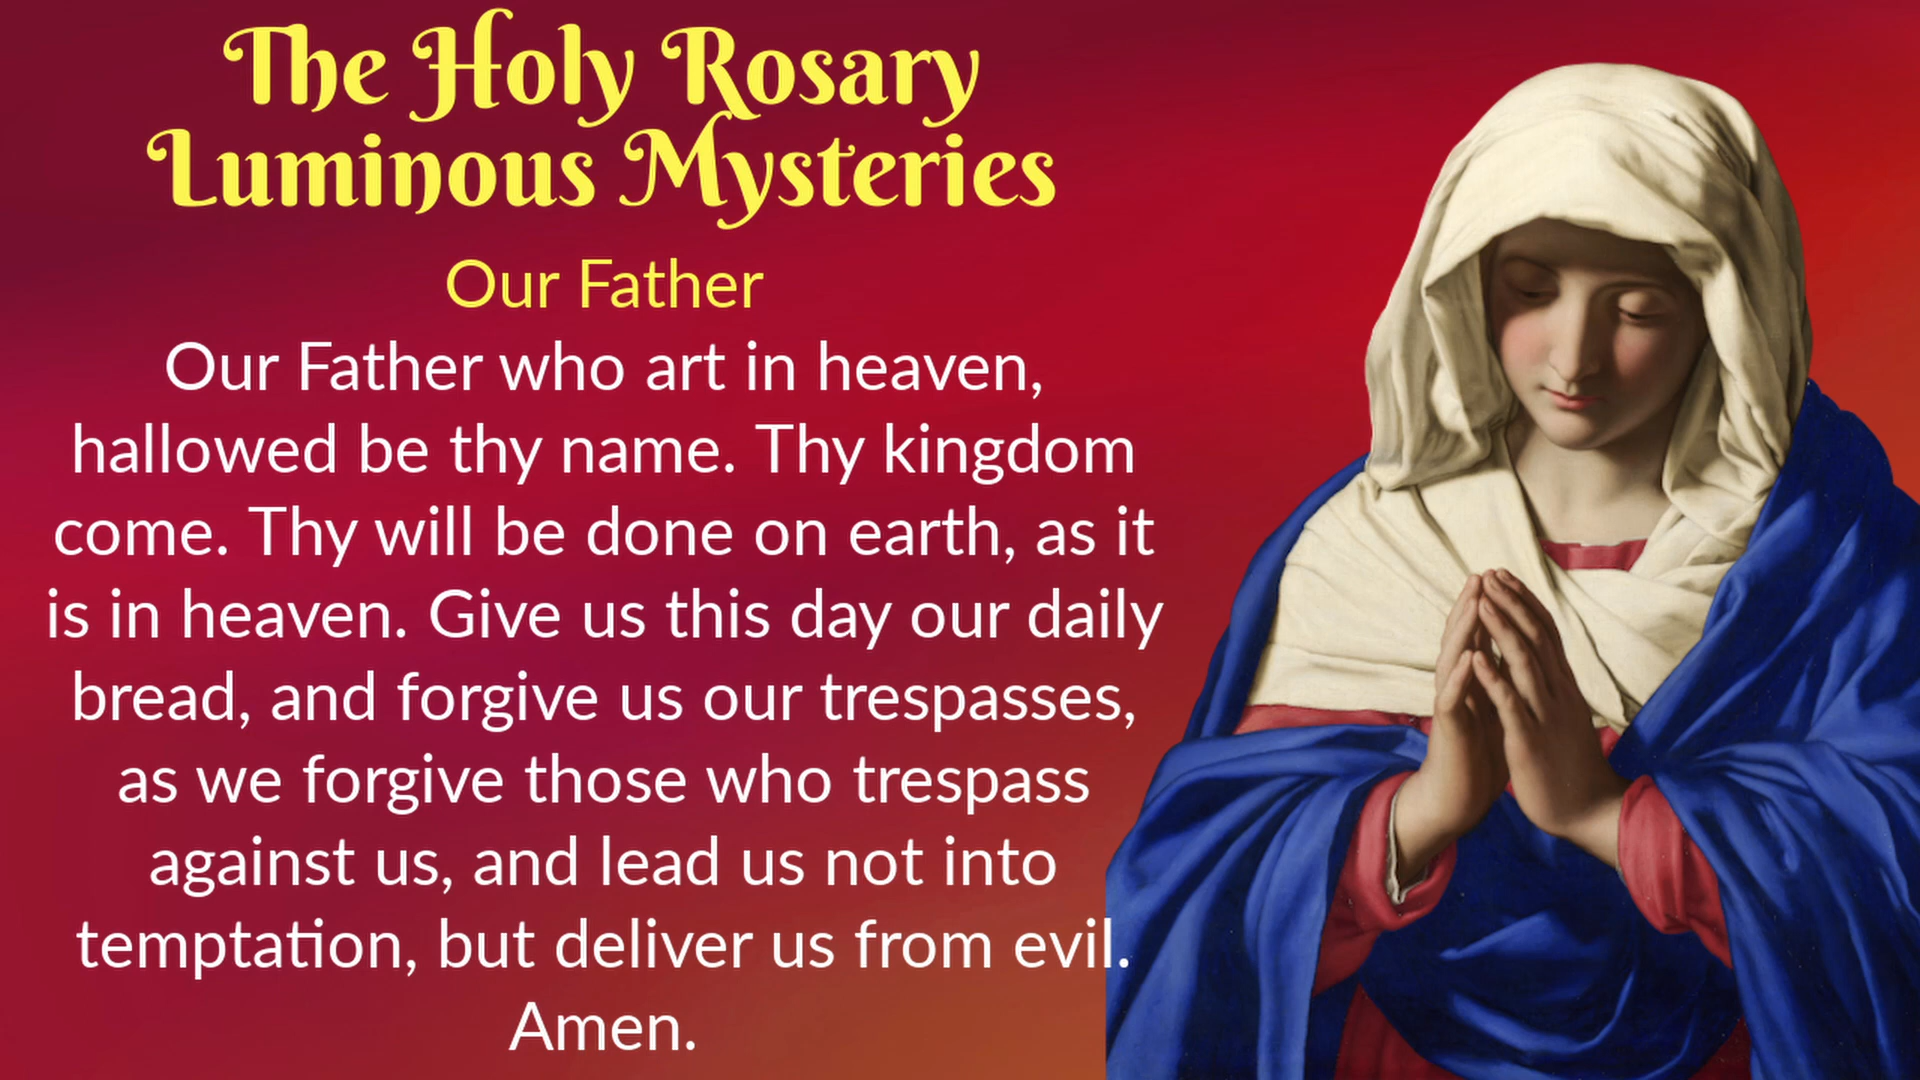 The Holy Rosary
Luminous Mysteries
Our Father
Our Father who art in heaven,
hallowed be thy name. Thy kingdom
come. Thy will be done on earth, as it
is in heaven. Give us this day our daily
bread, and forgive us our trespasses,
as we forgive those who trespass
against us, and lead us not into
temptation, but deliver us from evil.
Amen.